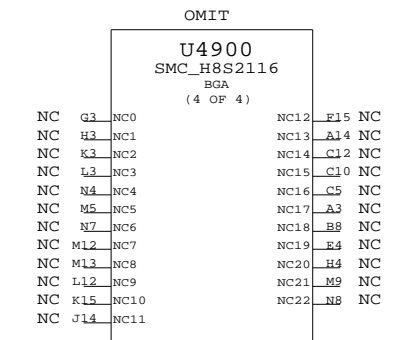 OMIT
U4900
SMC_H8S2116
BGA
(4 OF 4)
NC G3 NC0 NC12 F15 NC
NC H3 NC1 NC13 A14 NC
NC K3 NC2 NC14 C12 NC
NC L3 NC3 NC15 C10 NC
NC N4 NC4 NC16 C5 NC
NC M5 NC5 NC17 A3 NC
NC N7 NC6 NC18 B8 NC
NC M12 NC7 NC19 E4 NC
NC M13 NC8 NC20 H4 NC
NC L12 NC9 NC21 M9 NC
NC K15 NC10 NC22 N8 NC
NC J14 NC11